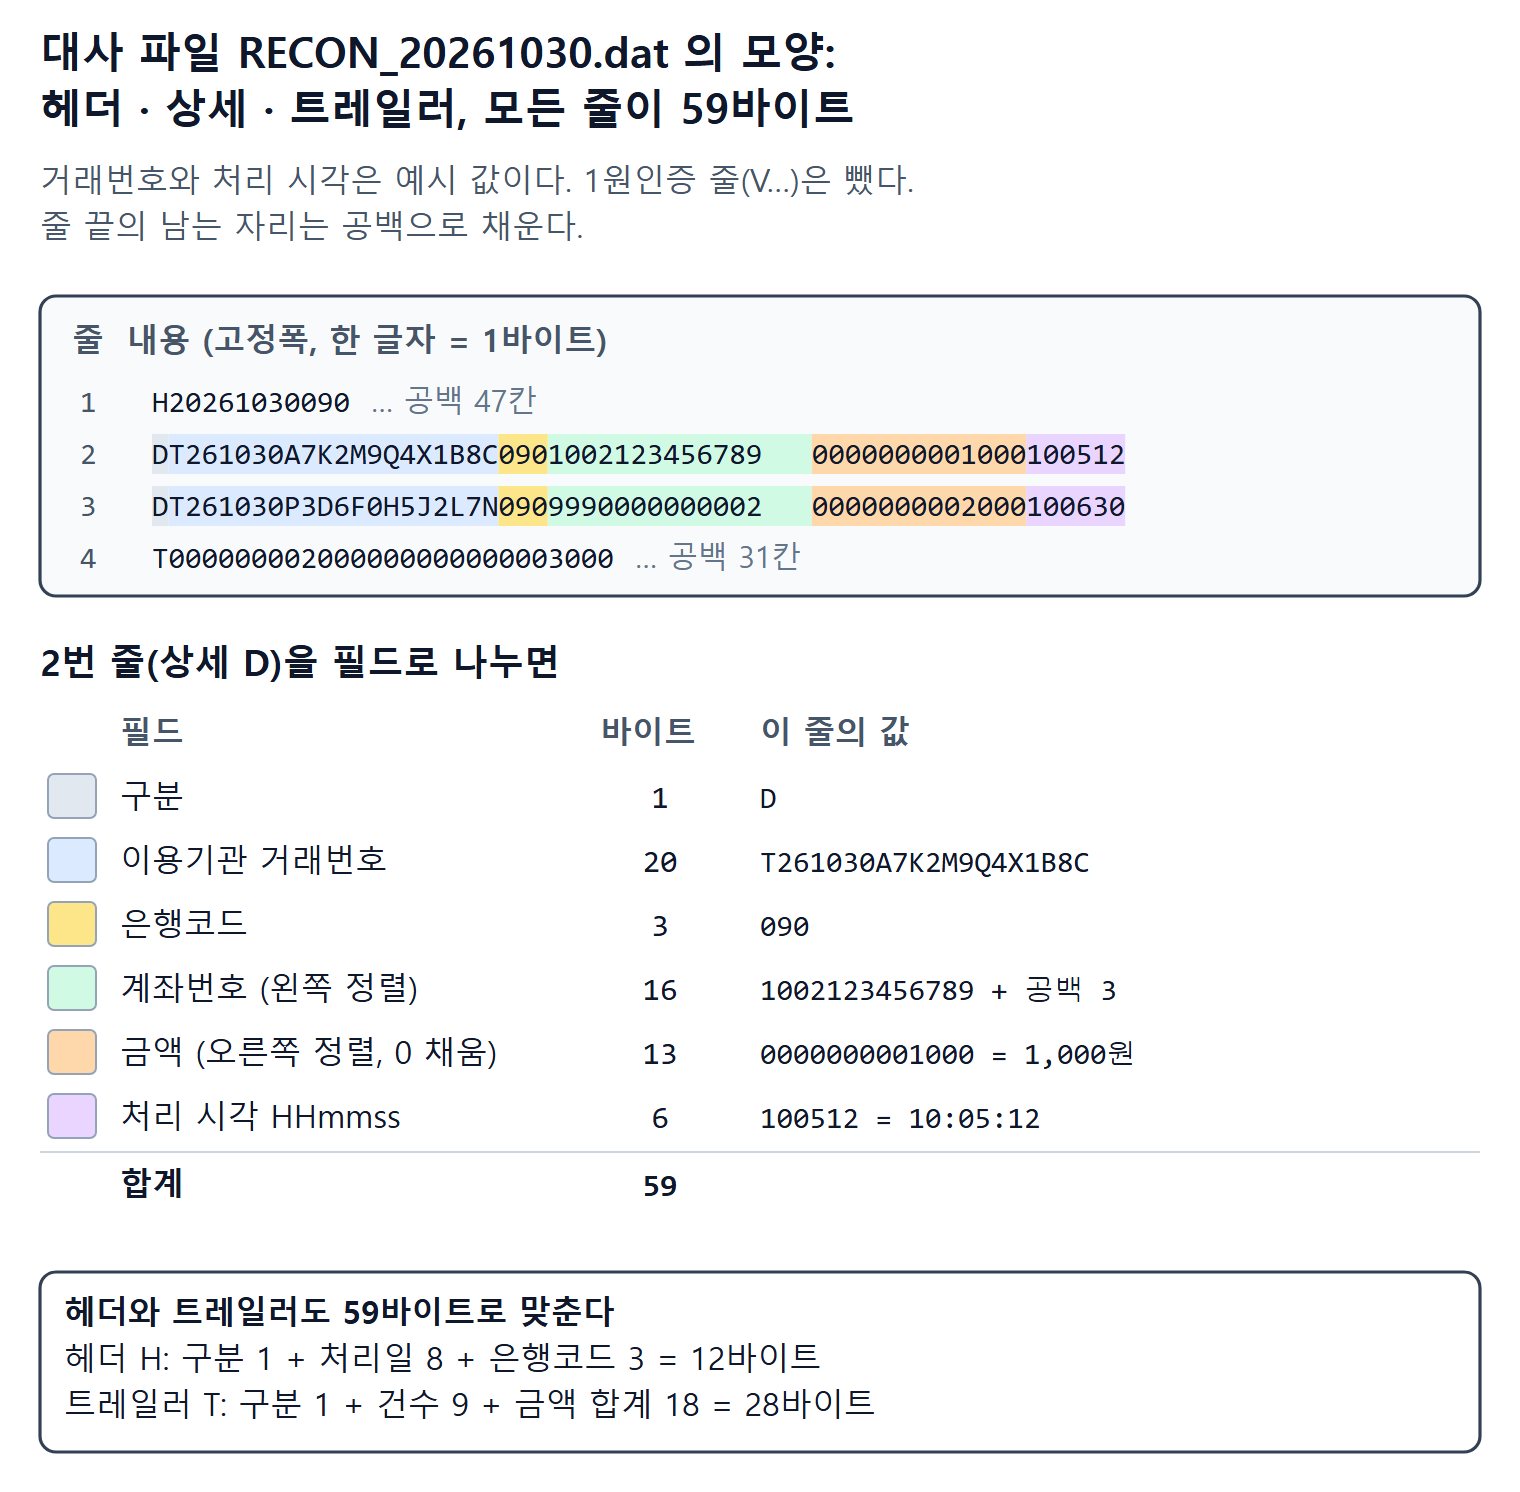 대사 파일 RECON_20261030.dat 의 모양:
헤더 · 상세 · 트레일러, 모든 줄이 59바이트
거래번호와 처리 시각은 예시 값이다. 1원인증 줄(V...)은 뺐다.
줄 끝의 남는 자리는 공백으로 채운다.
줄 내용 (고정폭, 한 글자 = 1바이트)
1 H20261030090 ... 공백 47칸
2 DT261030A7K2M9Q4X1B8C0901002123456789   0000000001000100512
3 DT261030P3D6F0H5J2L7N0909990000000002   0000000002000100630
4 T000000002000000000000003000 ... 공백 31칸
2번 줄(상세 D)을 필드로 나누면
필드 바이트 이 줄의 값
구분 1 D
이용기관 거래번호 20 T261030A7K2M9Q4X1B8C
은행코드 3 090
계좌번호 (왼쪽 정렬) 16 1002123456789 + 공백 3
금액 (오른쪽 정렬, 0 채움) 13 0000000001000 = 1,000원
처리 시각 HHmmss 6 100512 = 10:05:12
합계 59
헤더와 트레일러도 59바이트로 맞춘다
헤더 H: 구분 1 + 처리일 8 + 은행코드 3 = 12바이트
트레일러 T: 구분 1 + 건수 9 + 금액 합계 18 = 28바이트